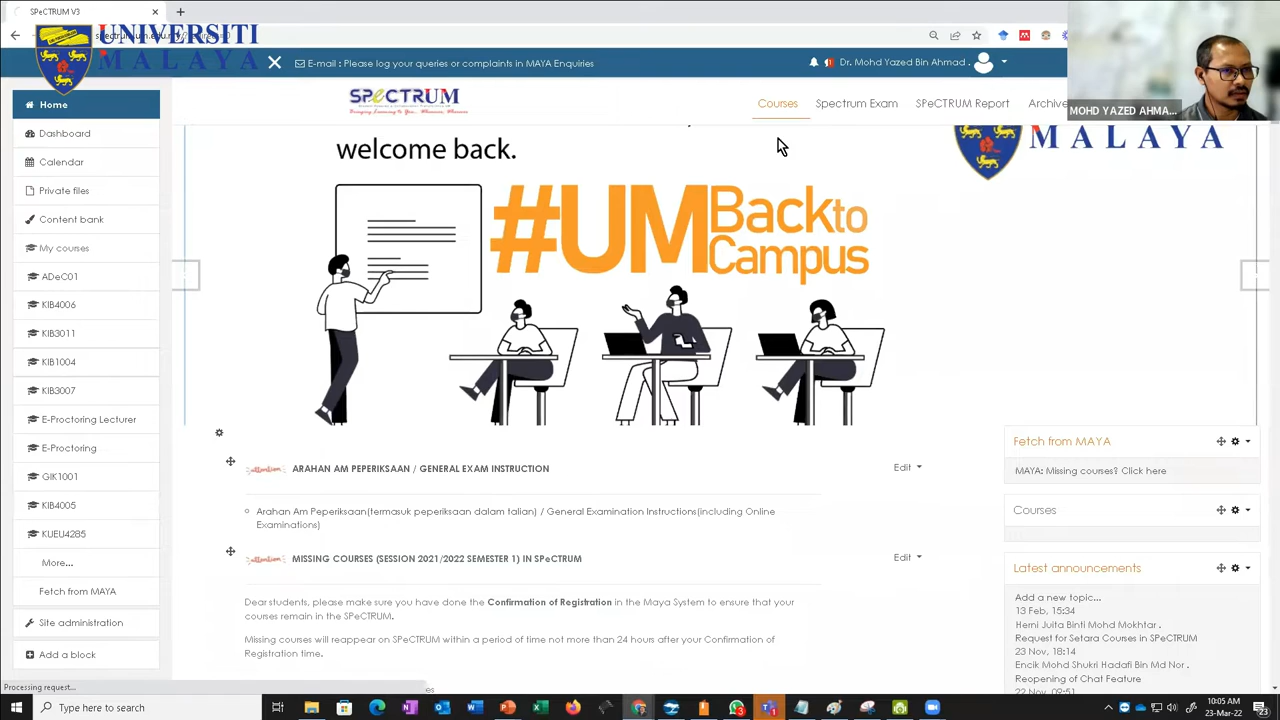 SPeCTRUM V3
UNIVERSITI
MALAYA
E-mail : Please log your queries or complaints in MAYA Enquiries
Dr. Mohd Yazed Bin Ahmad .
MOHD YAZED AHMA...
Home
Dashboard
Calendar
Private files
Content bank
My courses
ADeC01
KIB4006
KIB3011
KIB1004
KIB3007
E-Proctoring Lecturer
E-Proctoring
GIK1001
KIB4005
KUEU4285
More...
Fetch from MAYA
Site administration
Add a block
Processing request...
SPeCTRUM
Courses
Spectrum Exam
SPeCTRUM Report
Archive
MALAYA
welcome back.
#UM Back to
Campus
attention
ARAHAN AM PEPERIKSAAN / GENERAL EXAM INSTRUCTION
Edit
Arahan Am Peperiksaan(termasuk peperiksaan dalam talian) / General Examination Instructions(including Online
Examinations)
attention
MISSING COURSES (SESSION 2021/2022 SEMESTER 1) IN SPeCTRUM
Edit
Dear students, please make sure you have done the Confirmation of Registration in the Maya System to ensure that your
courses remain in the SPeCTRUM.
Missing courses will reappear on SPeCTRUM within a period of time not more than 24 hours after your Confirmation of
Registration time.
Fetch from MAYA
MAYA: Missing courses? Click here
Courses
Latest announcements
Add a new topic...
13 Feb, 15:34
Herni Juita Binti Mohd Mokhtar .
Request for Setara Courses in SPeCTRUM
23 Nov, 18:14
Encik Mohd Shukri Hadafi Bin Md Nor .
Reopening of Chat Feature
22 Nov, 09:51
Type here to search
10:05 AM
23-Mar-22